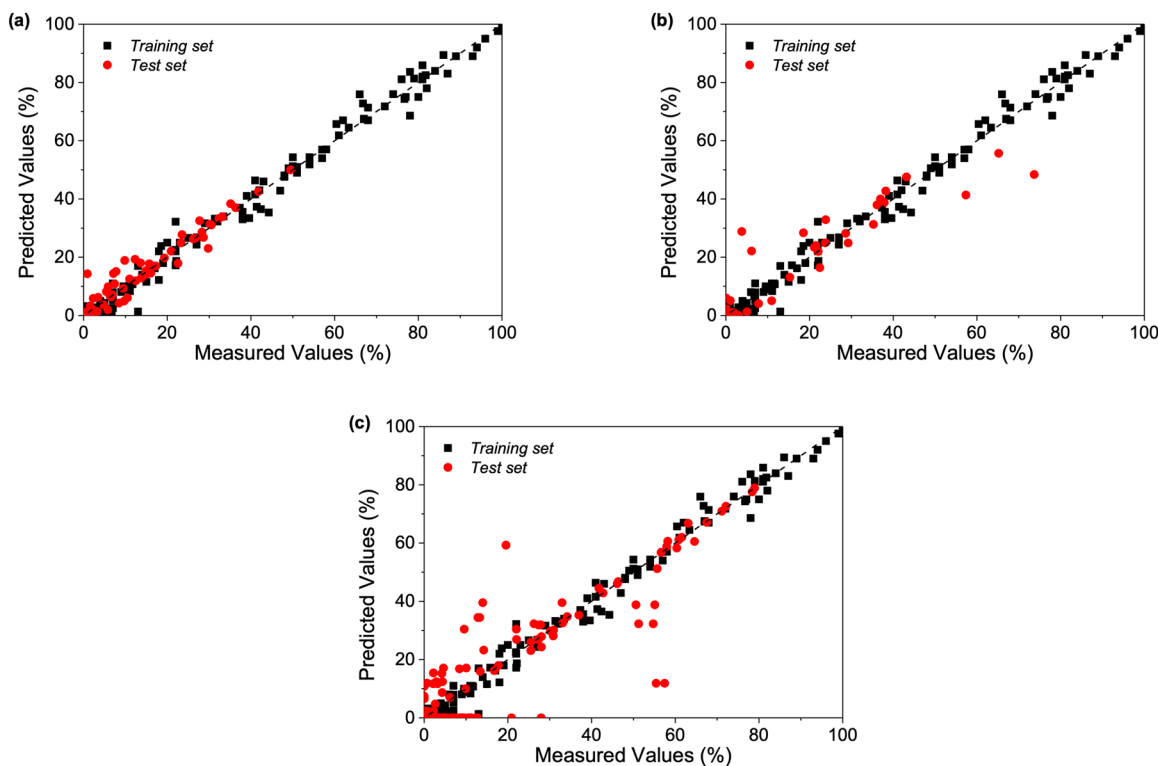 (a)
100
80
60
40
20
0
Predicted Values (%)
Training set
Test set
0 20 40 60 80 100
Measured Values (%)
(b)
100
80
60
40
20
0
Predicted Values (%)
Training set
Test set
0 20 40 60 80 100
Measured Values (%)
(c)
100
80
60
40
20
0
Predicted Values (%)
Training set
Test set
0 20 40 60 80 100
Measured Values (%)